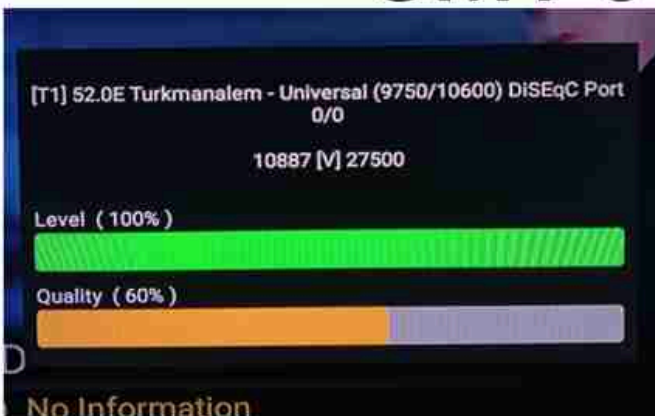 [T1] 52.0E Turkmanalem - Universal (9750/10600) DiSEqC Port
0/0
10887 [V] 27500
Level ( 100% )
Quality ( 60% )
D
No Information